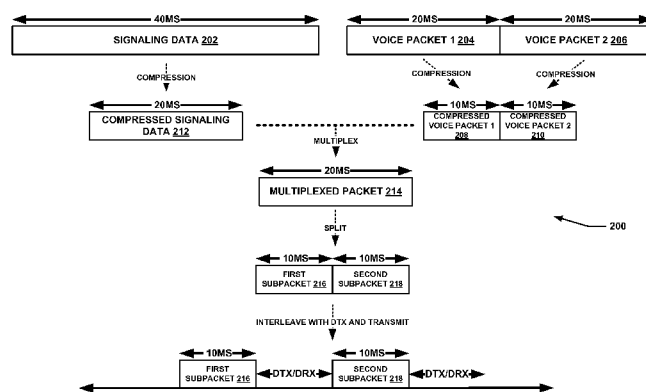 40MS
20MS
20MS
SIGNALING DATA 202
VOICE PACKET 1 204
VOICE PACKET 2 206
COMPRESSION
COMPRESSION
COMPRESSION
20MS
10MS
10MS
COMPRESSED SIGNALING
DATA 212
COMPRESSED
VOICE PACKET 1
208
COMPRESSED
VOICE PACKET 2
210
MULTIPLEX
20MS
MULTIPLEXED PACKET 214
200
SPLIT
10MS
10MS
FIRST
SUBPACKET 216
SECOND
SUBPACKET 218
INTERLEAVE WITH DTX AND TRANSMIT
10MS
10MS
FIRST
SUBPACKET 216
DTX/DRX
SECOND
SUBPACKET 218
DTX/DRX